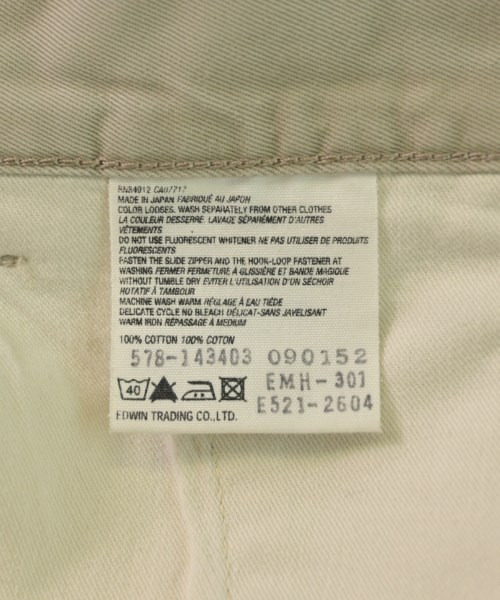 RN84912 CA07717
MADE IN JAPAN FABRIQUÉ AU JAPON
COLOR LOOSES. WASH SEPARATELY FROM OTHER CLOTHES
LA COULEUR DESSERRE. LAVAGE SEPARÉMENT D'AUTRES
VÊTEMENTS
DO NOT USE FLUORESCENT WHITENER NE PAS UTILISER DE PRODUITS
FLUORESCENTS
FASTEN THE SLIDE ZIPPER AND THE HOOK-LOOP FASTENER AT
WASHING FERMER FERMETURE À GLISSIÈRE ET BANDE MAGIQUE
WITHOUT TUMBLE DRY EVITER L'UTILISATION D'UN SÉCHOIR
ROTATIF À TAMBOUR
MACHINE WASH WARM RÉGLAGE À EAU TIÈDE
DELICATE CYCLE NO BLEACH DÉLICAT-SANS JAVELISANT
WARM IRON RÉPASSAGE À MEDIUM
100% COTTON 100% COTON
578-143403 090152
40 EMH-301
E521-2604
EDWIN TRADING CO., LTD.